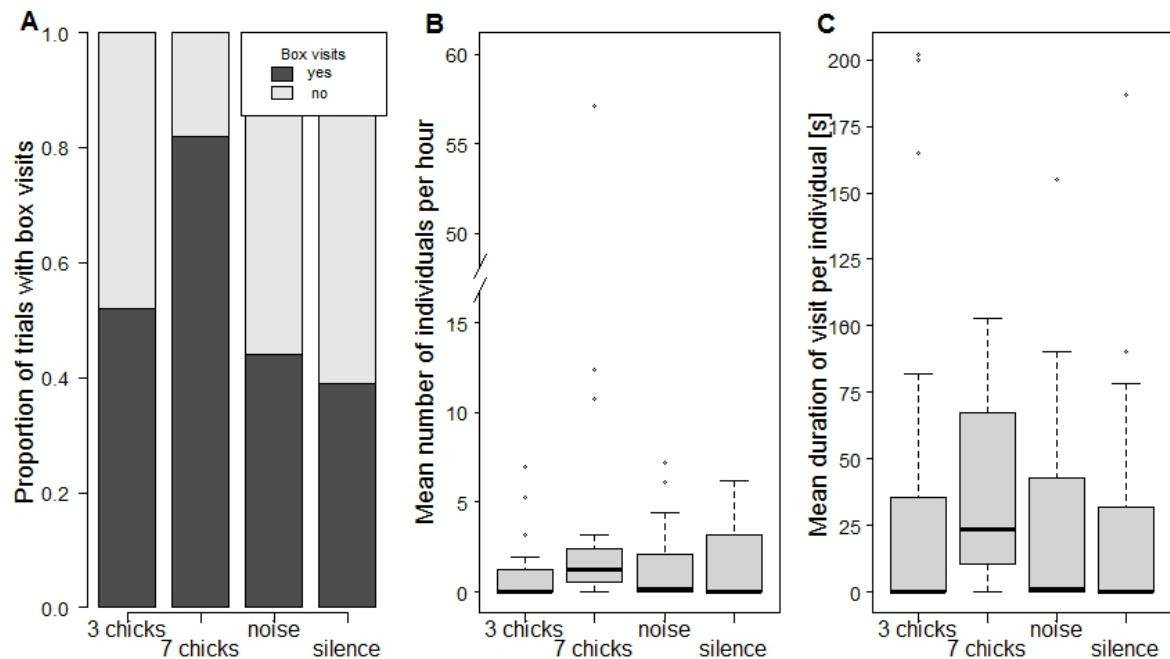 A
Proportion of trials with box visits
1.0
0.8
0.6
0.4
0.2
0.0
Box visits
yes
no
3 chicks
7 chicks
noise
silence
B
Mean number of individuals per hour
60
55
50
15
10
5
0
3 chicks
7 chicks
noise
silence
C
Mean duration of visit per individual [s]
200
175
150
125
100
75
50
25
0
3 chicks
7 chicks
noise
silence